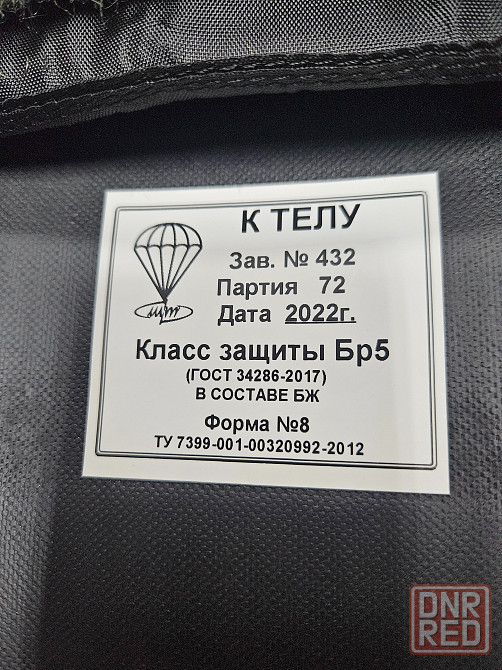 К ТЕЛУ
Зав. № 432
Партия 72
Дата 2022г.
Класс защиты Бр5
(ГОСТ 34286-2017)
В СОСТАВЕ БЖ
Форма №8
ТУ 7399-001-00320992-2012
DNR
RED